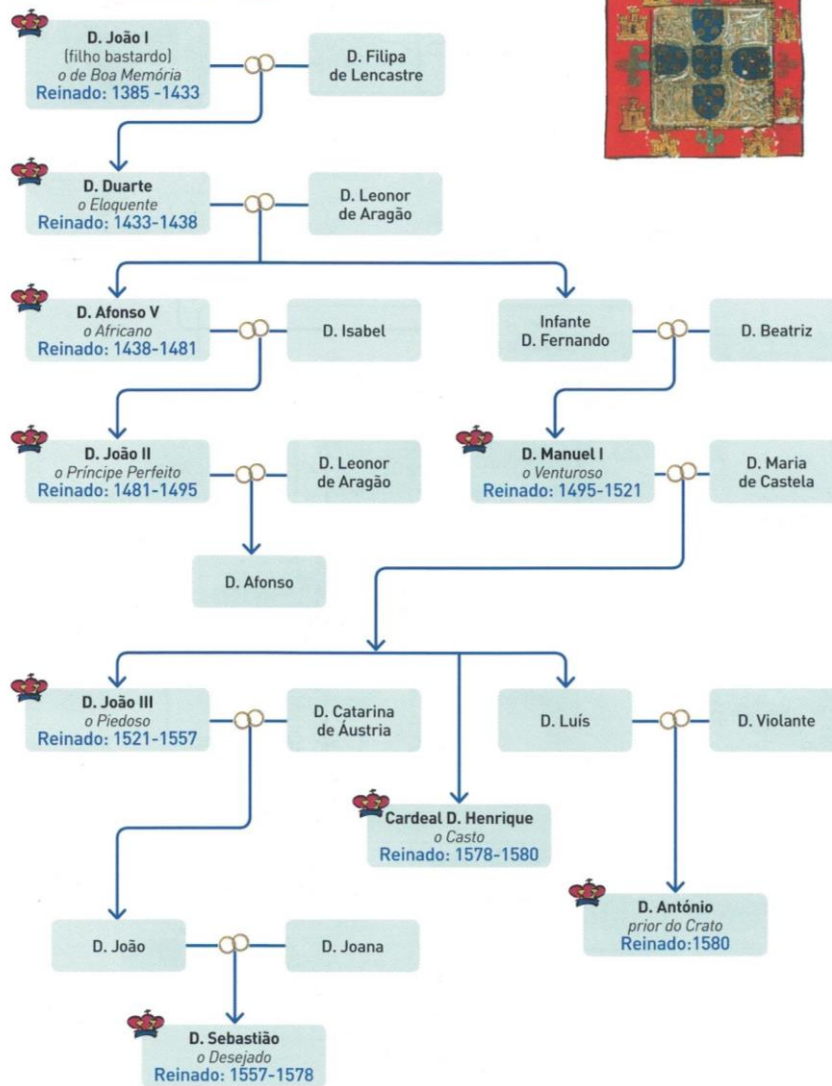 D. João I
(filho bastardo)
o de Boa Memória
Reinado: 1385 -1433
D. Filipa
de Lencastre
D. Duarte
o Eloquente
Reinado: 1433-1438
D. Leonor
de Aragão
D. Afonso V
o Africano
Reinado: 1438-1481
D. Isabel
Infante
D. Fernando
D. Beatriz
D. João II
o Príncipe Perfeito
Reinado: 1481-1495
D. Leonor
de Aragão
D. Manuel I
o Venturoso
Reinado: 1495-1521
D. Maria
de Castela
D. Afonso
D. João III
o Piedoso
Reinado: 1521-1557
D. Catarina
de Áustria
D. Luís
D. Violante
Cardeal D. Henrique
o Casto
Reinado: 1578-1580
D. António
prior do Crato
Reinado:1580
D. João
D. Joana
D. Sebastião
o Desejado
Reinado: 1557-1578